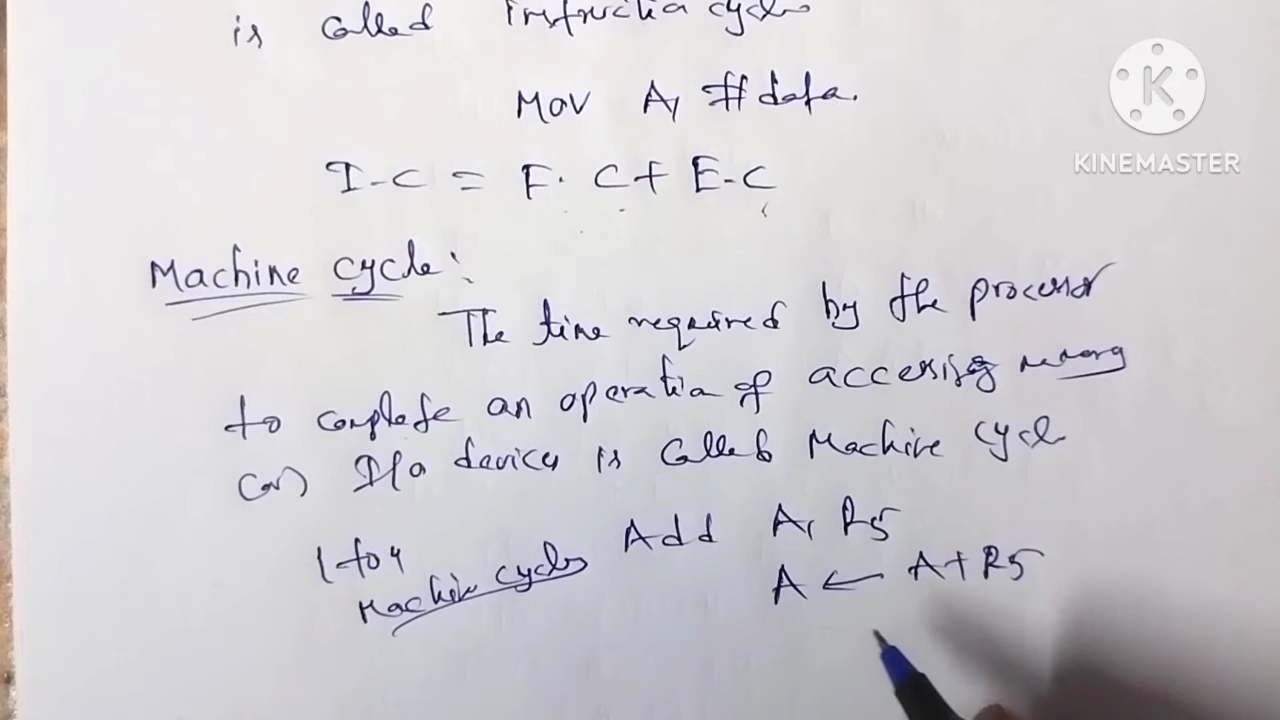 is called instruction cycle
MOV A, #data.
I-C = F.C + E-C
Machine cycle:
The time required by the processor
to complete an operation of accessing memory
(or) I/O devices is called Machine cycle
1 to 4
Machine cycles
Add A, R5
A ← A+R5
K
KINEMASTER